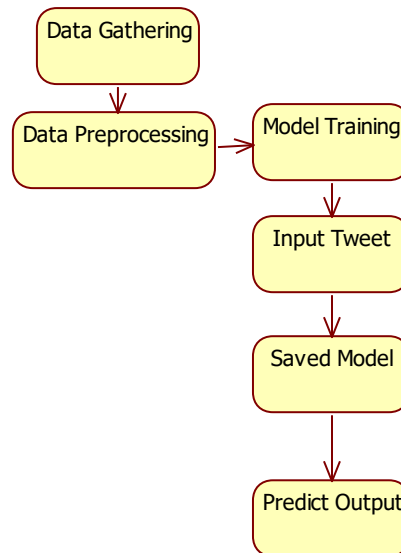 Data Gathering
Data Preprocessing
Model Training
Input Tweet
Saved Model
Predict Output